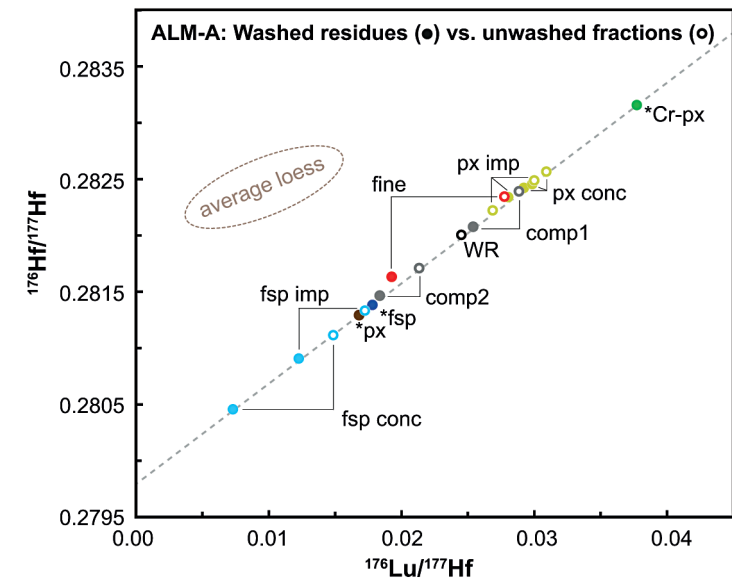 ALM-A: Washed residues (●) vs. unwashed fractions (○)
0.2835
*Cr-px
px imp
average loess
0.2825
fine
px conc
comp1
WR
176Hf/177Hf
0.2815
fsp imp
comp2
*fsp
*px
0.2805
fsp conc
0.2795
0.00 0.01 0.02 0.03 0.04
176Lu/177Hf